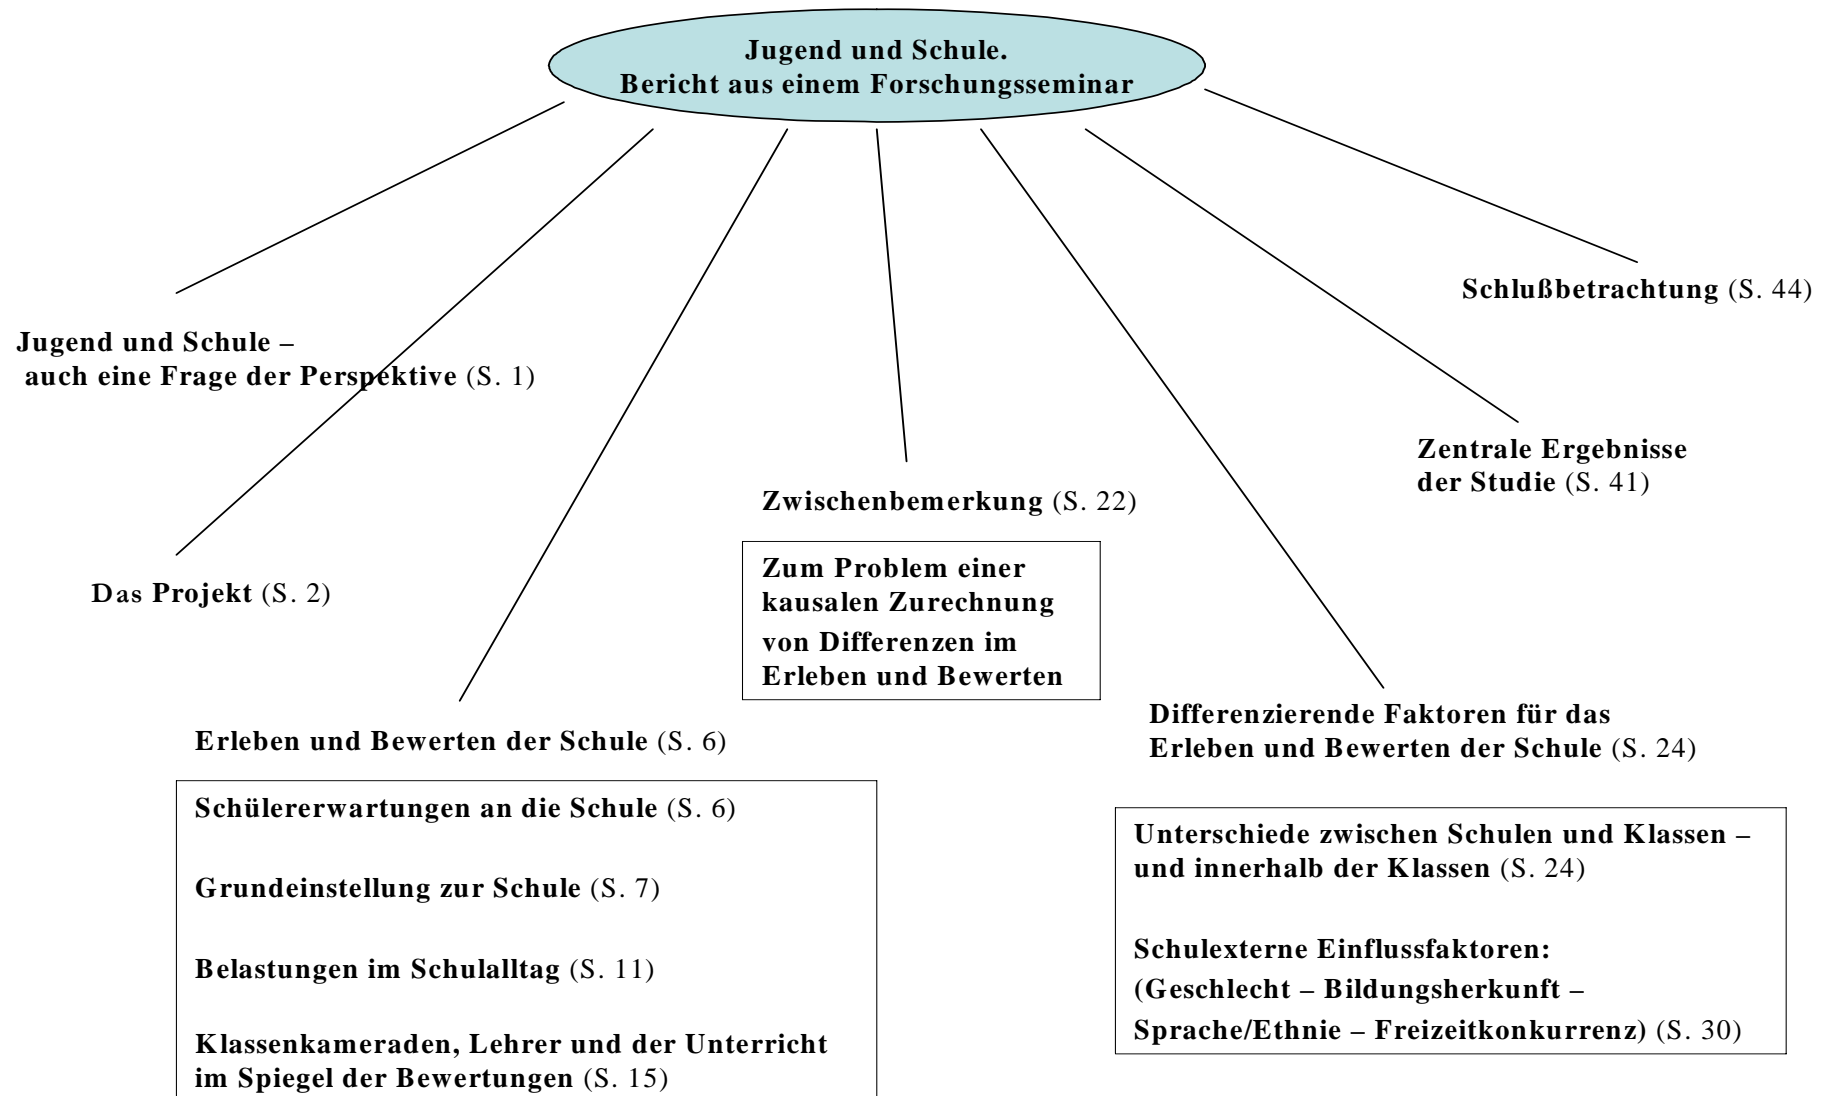 Jugend und Schule.
Bericht aus einem Forschungsseminar
Jugend und Schule –
auch eine Frage der Perspektive (S. 1)
Das Projekt (S. 2)
Erleben und Bewerten der Schule (S. 6)
Schülererwartungen an die Schule (S. 6)
Grundeinstellung zur Schule (S. 7)
Belastungen im Schulalltag (S. 11)
Klassenkameraden, Lehrer und der Unterricht
im Spiegel der Bewertungen (S. 15)
Zwischenbemerkung (S. 22)
Zum Problem einer
kausalen Zurechnung
von Differenzen im
Erleben und Bewerten
Differenzierende Faktoren für das
Erleben und Bewerten der Schule (S. 24)
Unterschiede zwischen Schulen und Klassen –
und innerhalb der Klassen (S. 24)
Schulexterne Einflussfaktoren:
(Geschlecht – Bildungsherkunft –
Sprache/Ethnie – Freizeitkonkurrenz) (S. 30)
Zentrale Ergebnisse
der Studie (S. 41)
Schlußbetrachtung (S. 44)